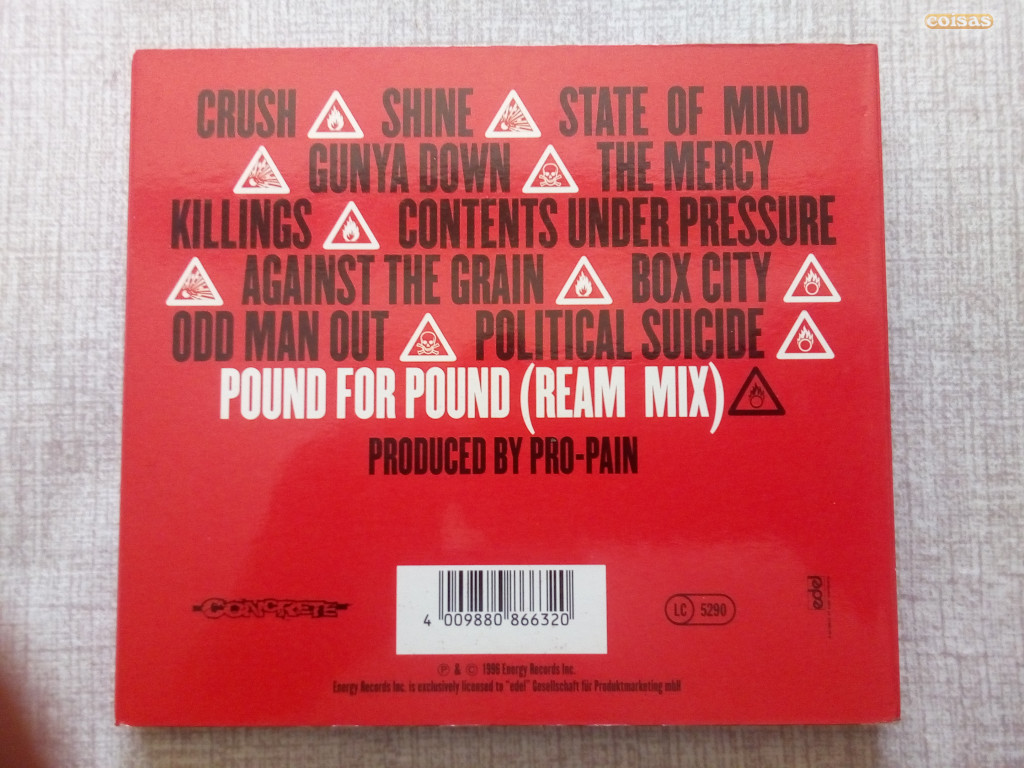 coisas
CRUSH SHINE STATE OF MIND
GUNYA DOWN THE MERCY
KILLINGS CONTENTS UNDER PRESSURE
AGAINST THE GRAIN BOX CITY
ODD MAN OUT POLITICAL SUICIDE
POUND FOR POUND (REAM MIX)
PRODUCED BY PRO-PAIN
CONCRETE
4 009880 866320
LC 5290
edel
℗ & © 1996 Energy Records Inc.
Energy Records Inc. is exclusively licensed to "edel" Gesellschaft für Produktmarketing mbH